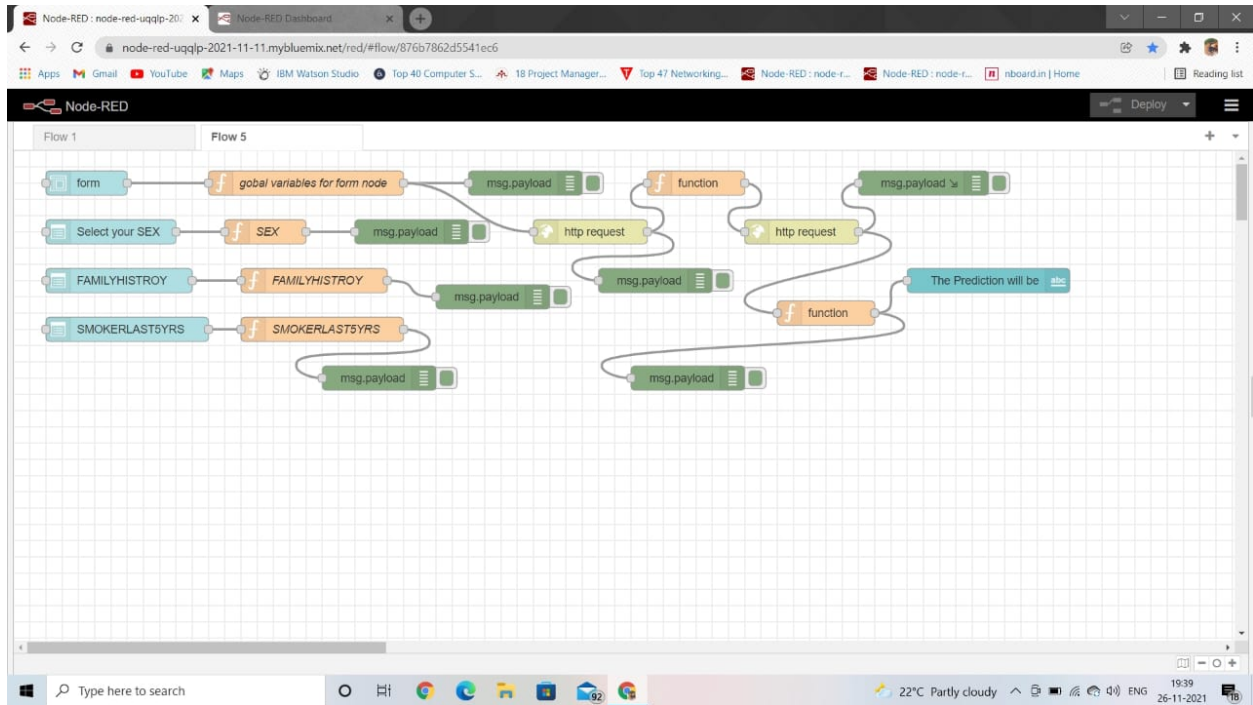 Node-RED : node-red-uqqlp-202
Node-RED Dashboard
node-red-uqqlp-2021-11-11.mybluemix.net/red/#flow/876b7862d5541ec6
Apps Gmail YouTube Maps IBM Watson Studio Top 40 Computer S... 18 Project Manager... Top 47 Networking... Node-RED : node-r... Node-RED : node-r... nboard.in | Home Reading list
Node-RED Deploy
Flow 1 Flow 5
form gobal variables for form node msg.payload function msg.payload
Select your SEX SEX msg.payload http request http request
FAMILYHISTROY FAMILYHISTROY msg.payload msg.payload The Prediction will be abc
function
SMOKERLAST5YRS SMOKERLAST5YRS
msg.payload msg.payload
Type here to search 92 22°C Partly cloudy ENG 19:39
26-11-2021 18